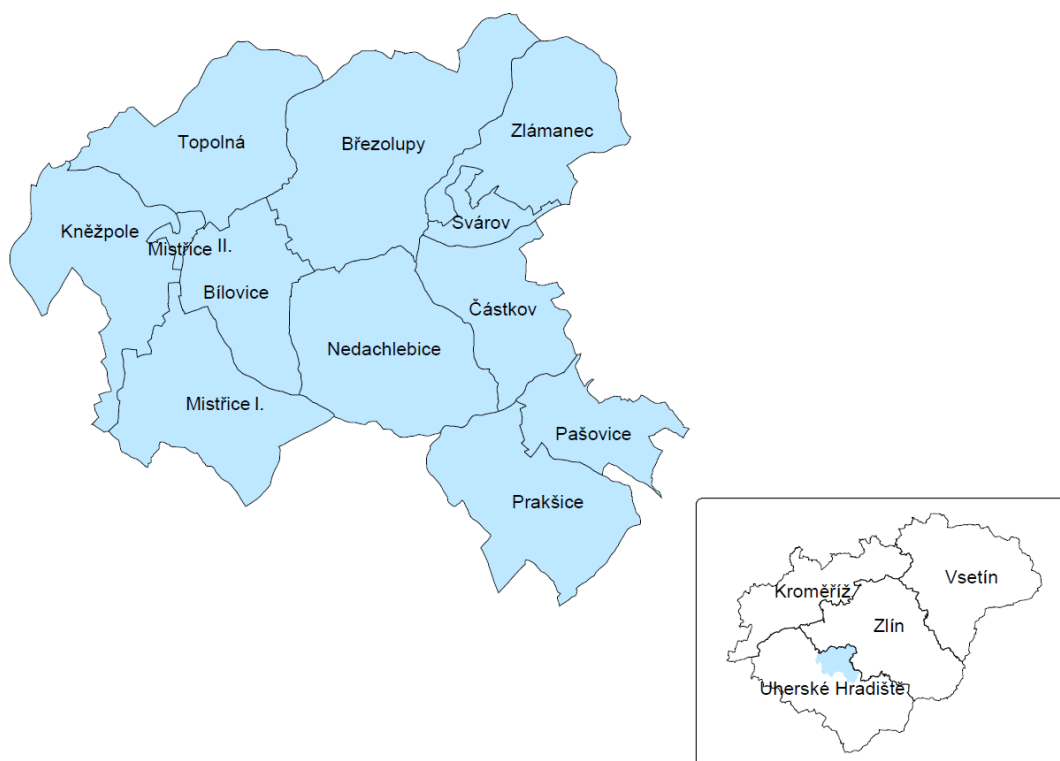 Topolná
Březolupy
Zlámanec
Kněžpole
Svárov
Mistřice II.
Bílovice
Částkov
Nedachlebice
Mistřice I.
Pašovice
Prakšice
Vsetín
Kroměříž
Zlín
Uherské Hradiště